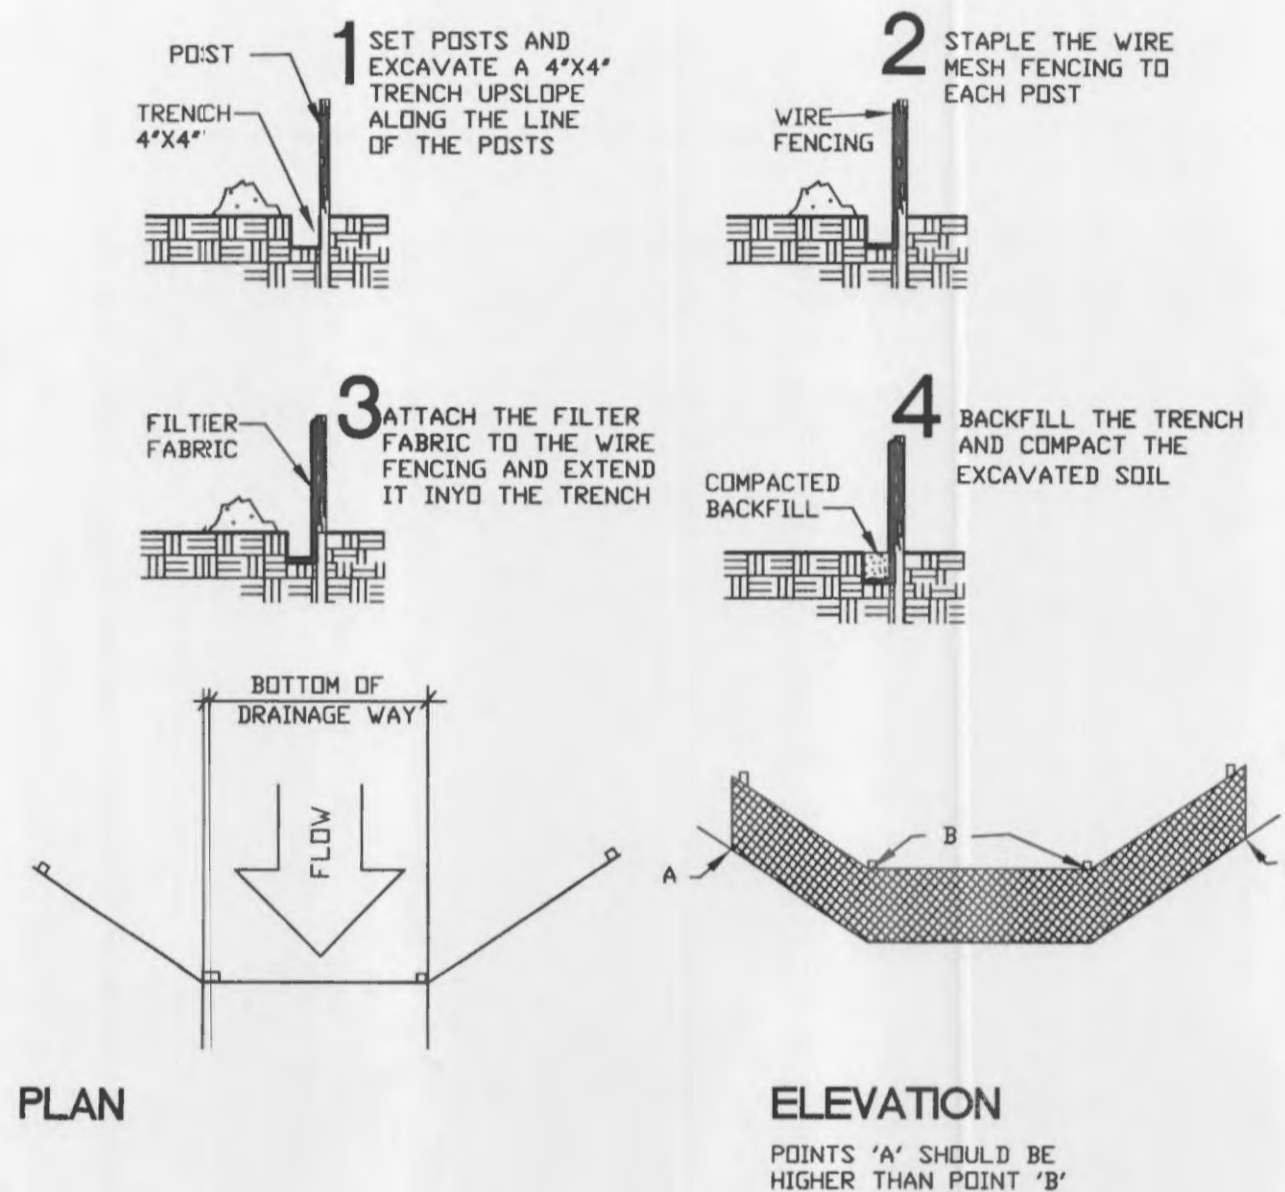 1
SET POSTS AND
EXCAVATE A 4"X4"
TRENCH UPSLOPE
ALONG THE LINE
OF THE POSTS
POST
TRENCH
4"X4"
2
STAPLE THE WIRE
MESH FENCING TO
EACH POST
WIRE
FENCING
3
ATTACH THE FILTER
FABRIC TO THE WIRE
FENCING AND EXTEND
IT INYO THE TRENCH
FILTIER
FABRIC
4
BACKFILL THE TRENCH
AND COMPACT THE
EXCAVATED SOIL
COMPACTED
BACKFILL
BOTTOM OF
DRAINAGE WAY
FLOW
PLAN
A
B
ELEVATION
POINTS 'A' SHOULD BE
HIGHER THAN POINT 'B'